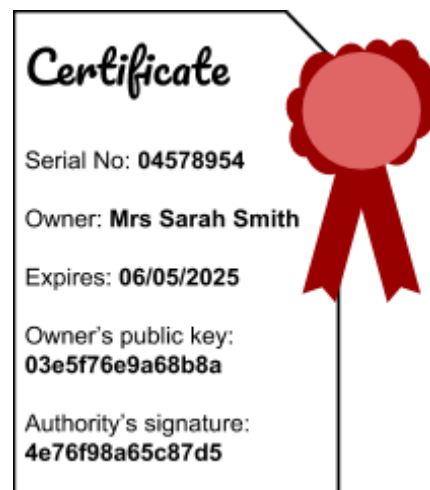 Certificate
Serial No: 04578954
Owner: Mrs Sarah Smith
Expires: 06/05/2025
Owner's public key:
03e5f76e9a68b8a
Authority's signature:
4e76f98a65c87d5